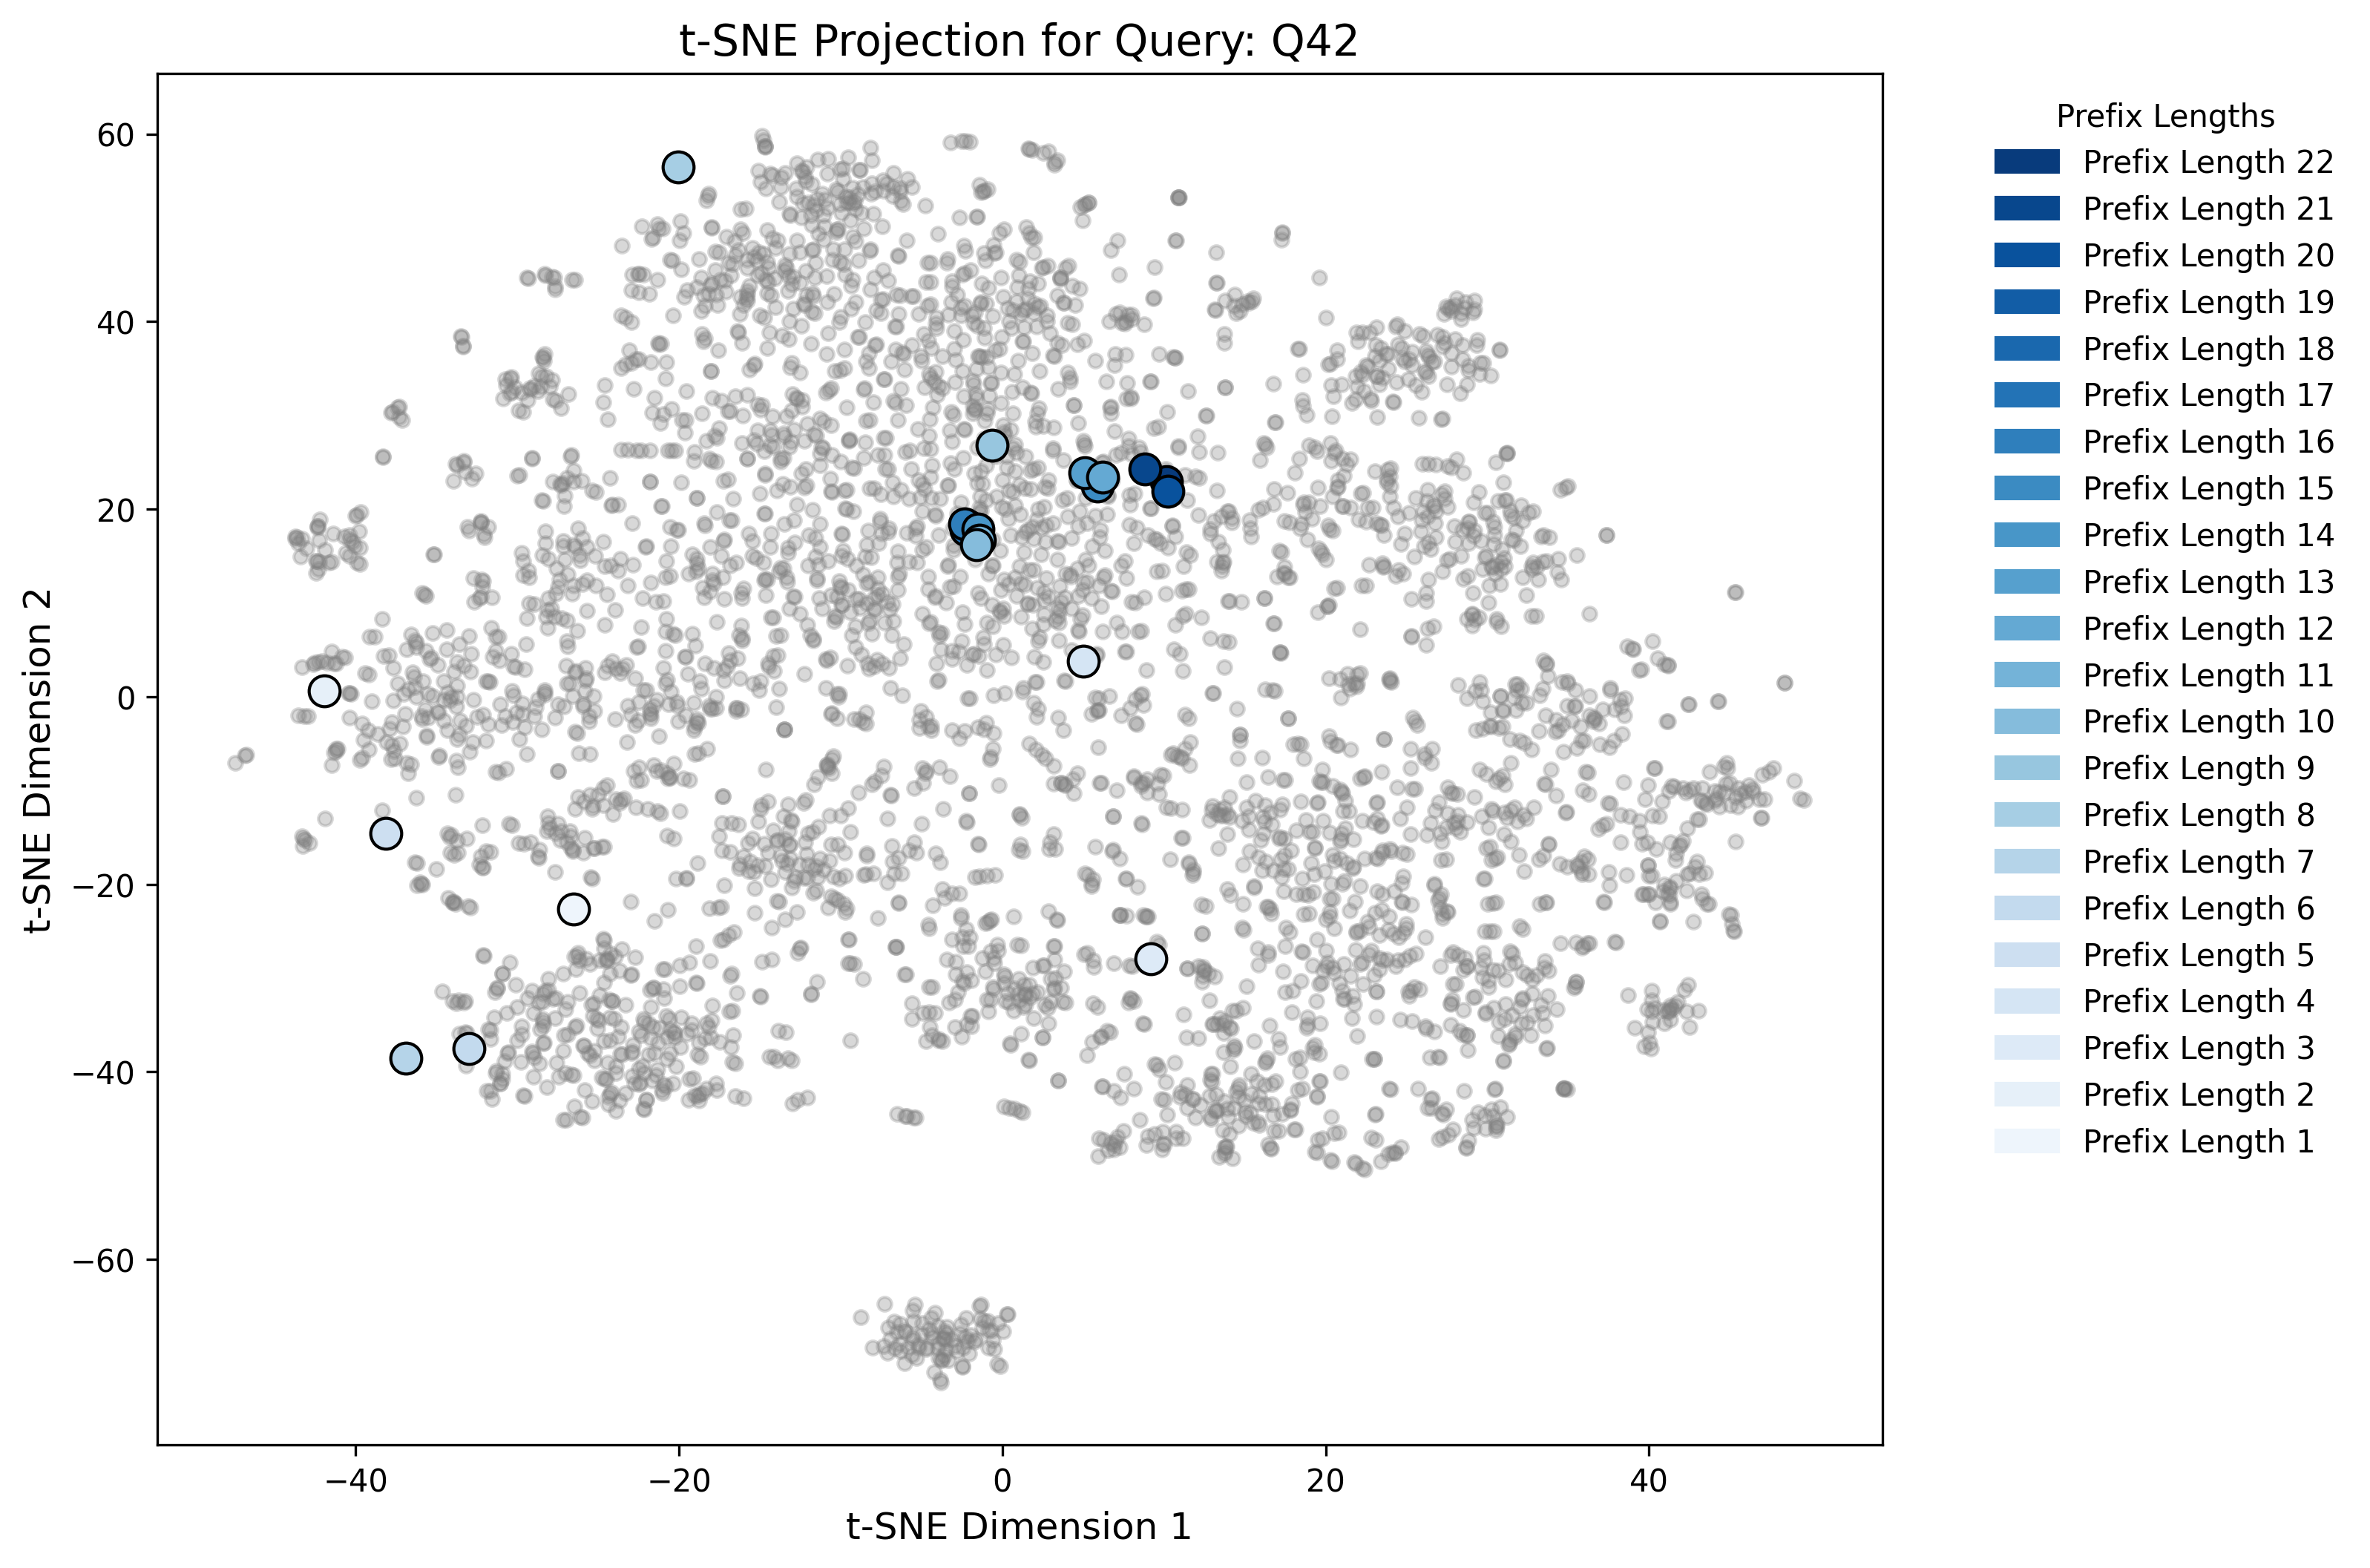 t-SNE Projection for Query: Q42
60
40
20
0
−20
−40
−60
t-SNE Dimension 2
−40
−20
0
20
40
t-SNE Dimension 1
Prefix Lengths
Prefix Length 22
Prefix Length 21
Prefix Length 20
Prefix Length 19
Prefix Length 18
Prefix Length 17
Prefix Length 16
Prefix Length 15
Prefix Length 14
Prefix Length 13
Prefix Length 12
Prefix Length 11
Prefix Length 10
Prefix Length 9
Prefix Length 8
Prefix Length 7
Prefix Length 6
Prefix Length 5
Prefix Length 4
Prefix Length 3
Prefix Length 2
Prefix Length 1